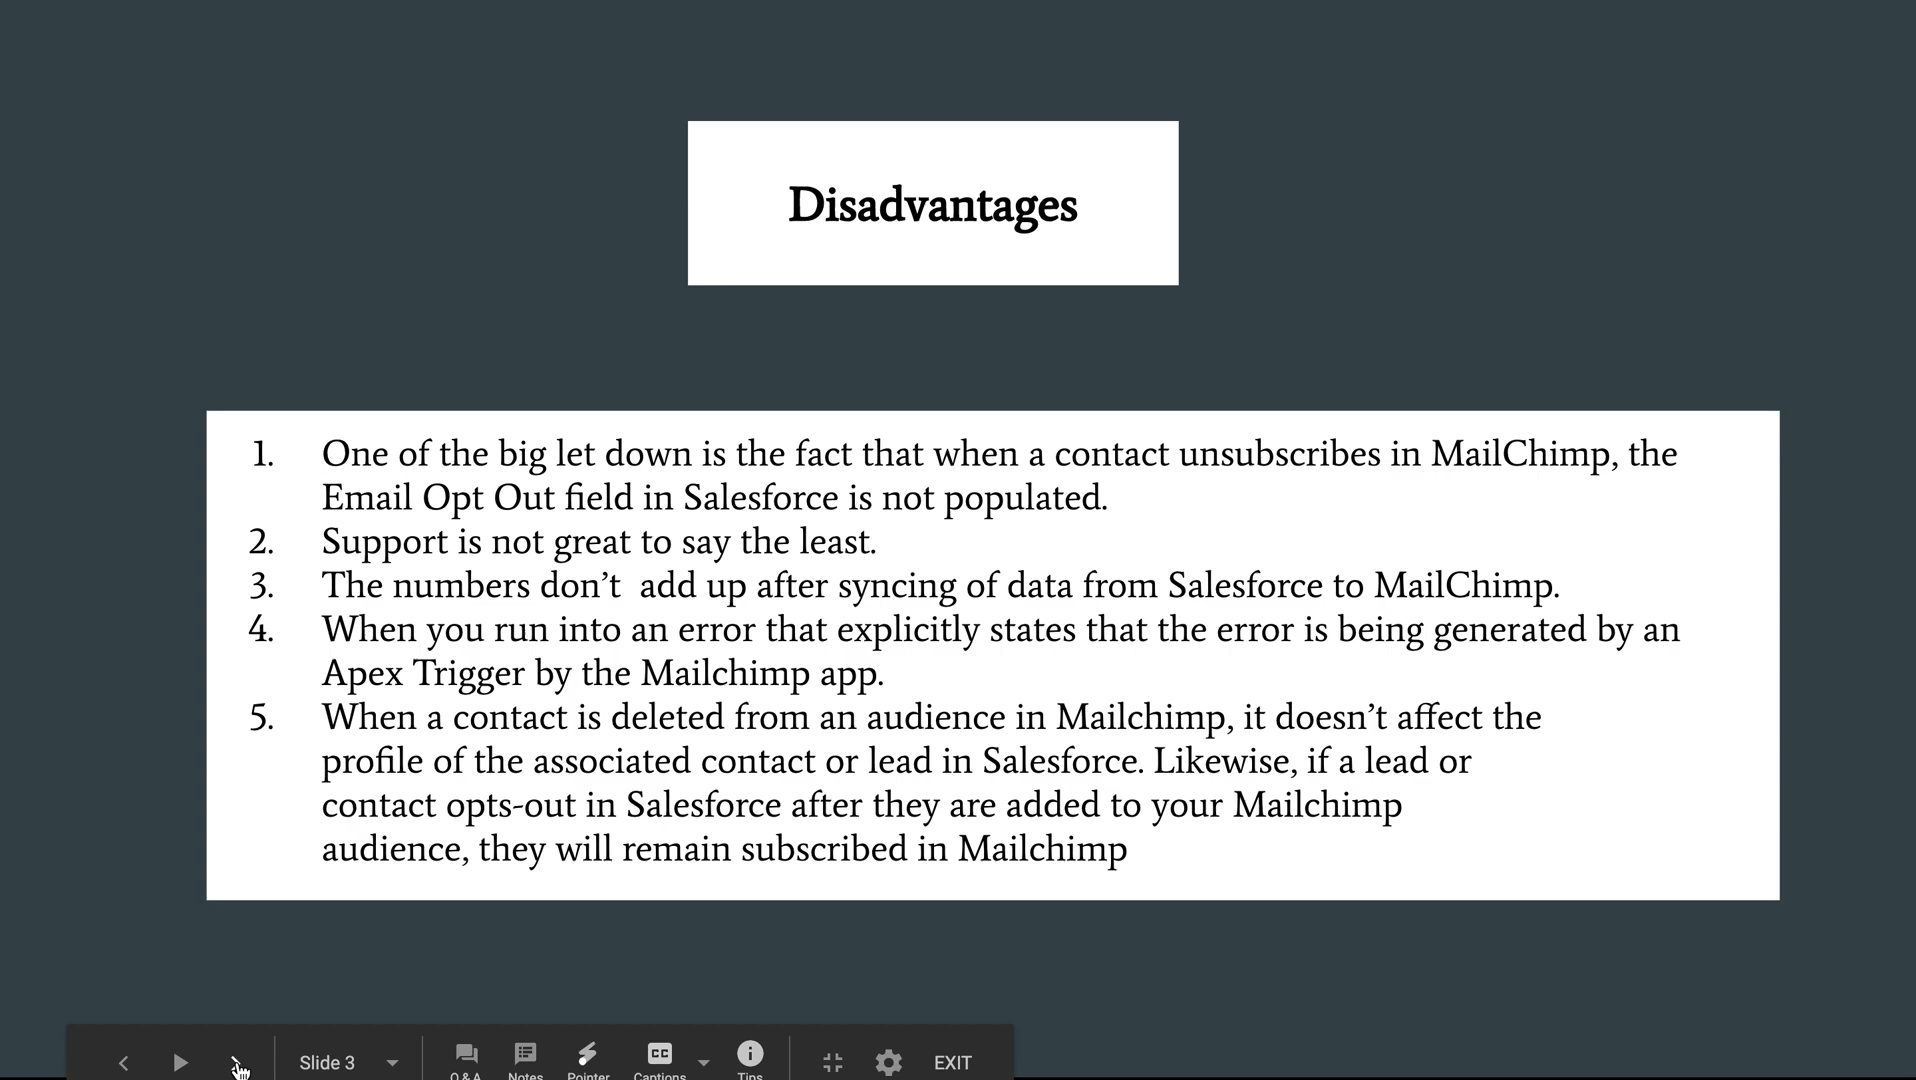 Disadvantages
1. One of the big let down is the fact that when a contact unsubscribes in MailChimp, the
Email Opt Out field in Salesforce is not populated.
2. Support is not great to say the least.
3. The numbers don’t  add up after syncing of data from Salesforce to MailChimp.
4. When you run into an error that explicitly states that the error is being generated by an
Apex Trigger by the Mailchimp app.
5. When a contact is deleted from an audience in Mailchimp, it doesn’t affect the
profile of the associated contact or lead in Salesforce. Likewise, if a lead or
contact opts-out in Salesforce after they are added to your Mailchimp
audience, they will remain subscribed in Mailchimp
Slide 3 Q & A Notes Pointer CC Captions Tips EXIT